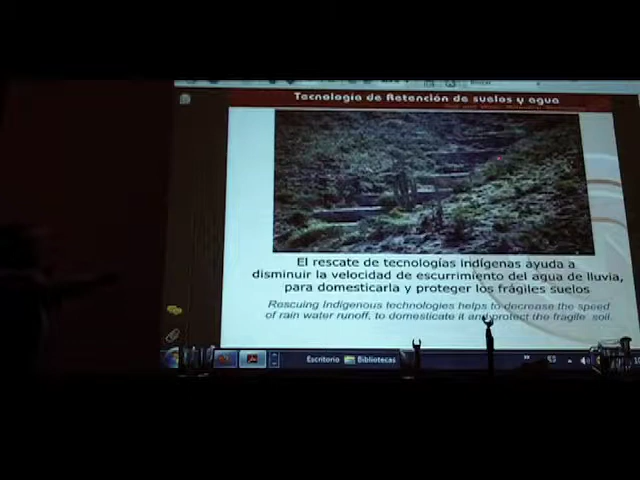 Tecnología de Retención de suelos y agua
El rescate de tecnologías indígenas ayuda a
disminuir la velocidad de escurrimiento del agua de lluvia,
para domesticarla y proteger los frágiles suelos
Rescuing Indigenous technologies helps to decrease the speed
of rain water runoff, to domesticate it and protect the fragile soil.
Escritorio Bibliotecas ES